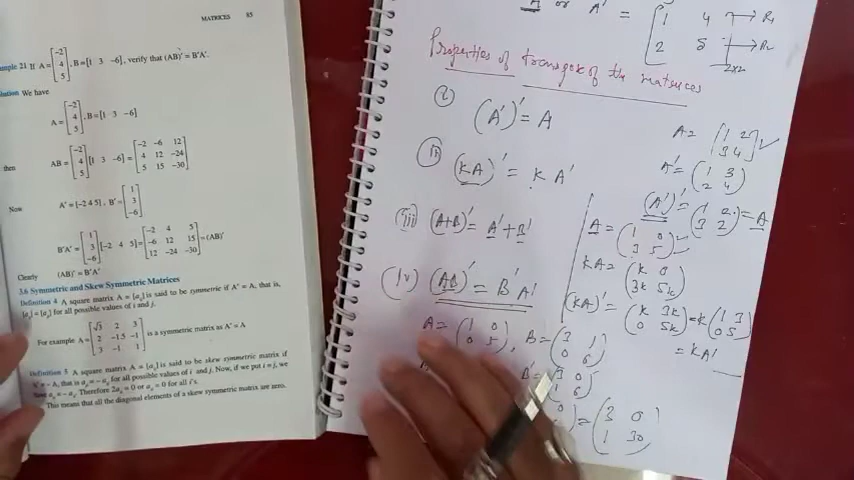 MATRICES 85
mple 21 If A = [-2 4 5], B = [1 3 -6], verify that (AB)' = B'A'.
We have
A = [-2 4 5], B = [1 3 -6]
then AB = [-2 4 5] [1 3 -6] = [-2 -6 12 4 12 -24 5 15 -30]
Now A' = [-2 4 5], B' = [1 3 -6]
B'A' = [1 3 -6] [-2 4 5] = [-2 4 5 -6 12 15 12 -24 -30] = (AB)'
Clearly (AB)' = B'A'
3.6 Symmetric and Skew Symmetric Matrices
Definition 4 A square matrix A = [aij] is said to be symmetric if A' = A, that is,
[aij] = [aji] for all possible values of i and j.
For example A = [√3 2 3 2 -1.5 -1 3 -1 1] is a symmetric matrix as A' = A
Definition 5 A square matrix A = [aij] is said to be skew symmetric matrix if
= - A, that is aji = - aij for all possible values of i and j. Now, if we put i = j, we
have aii = - aii. Therefore 2aii = 0 or aii = 0 for all i's.
This means that all the diagonal elements of a skew symmetric matrix are zero.
A or A' = [1 4 → R1
2 5 → R2
2x2
Properties of transpose of the matrices
(i) (A')' = A
(ii) (KA)' = K A'
(iii) (A+B)' = A' + B'
(iv) (AB)' = B'A'
A = (1 0 0 5), B = (3 1 0 6)
B' = (3 0 1 6)
= (3 0 1 30)
A = [1 2 3 4]
A' = (1 3 2 4)
(A')' = (1 2 3 2) = A
A = (1 0 3 5)
KA = (K 0 3K 5K)
(KA)' = (K 3K 0 5K) = K (1 3 0 5)
= KA'